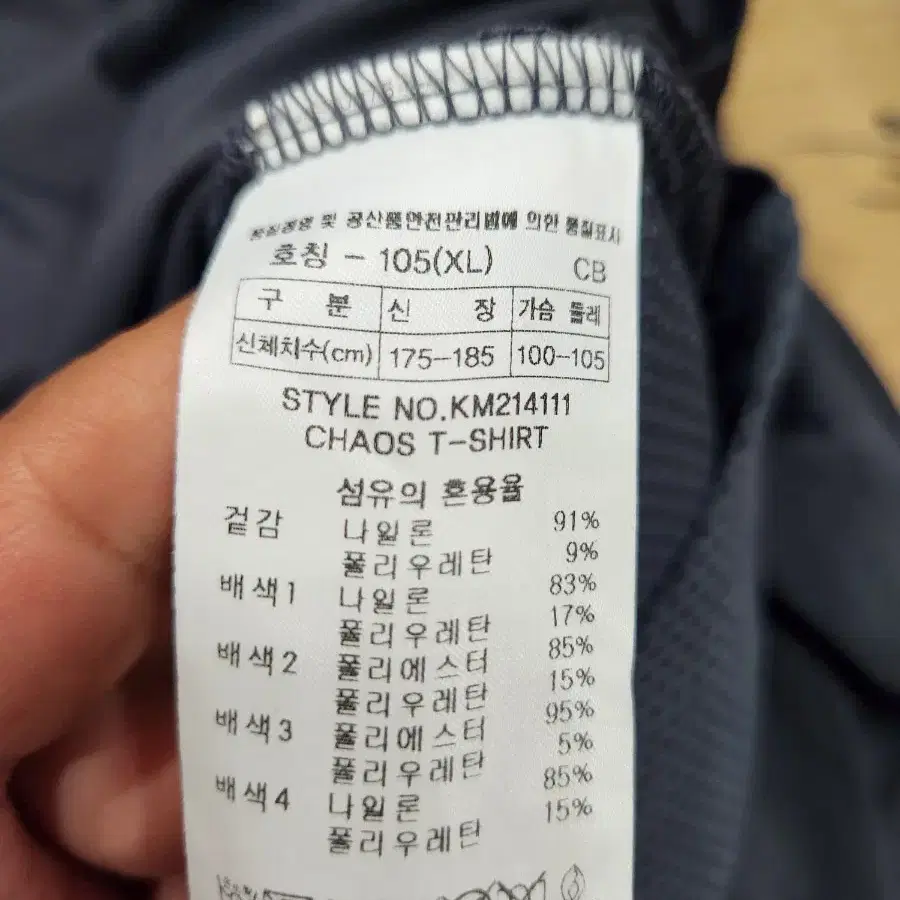 및 공산품안전관리법에 의한 품질표시
호칭 - 105(XL) CB
구 분 신 장 가슴 둘레
신체치수(cm) 175-185 100-105
STYLE NO.KM214111
CHAOS T-SHIRT
섬유의 혼용율
겉감 나일론 91%
폴리우레탄 9%
배색1 나일론 83%
폴리우레탄 17%
배색2 폴리에스터 85%
폴리우레탄 15%
배색3 폴리에스터 95%
폴리우레탄 5%
배색4 나일론 85%
폴리우레탄 15%